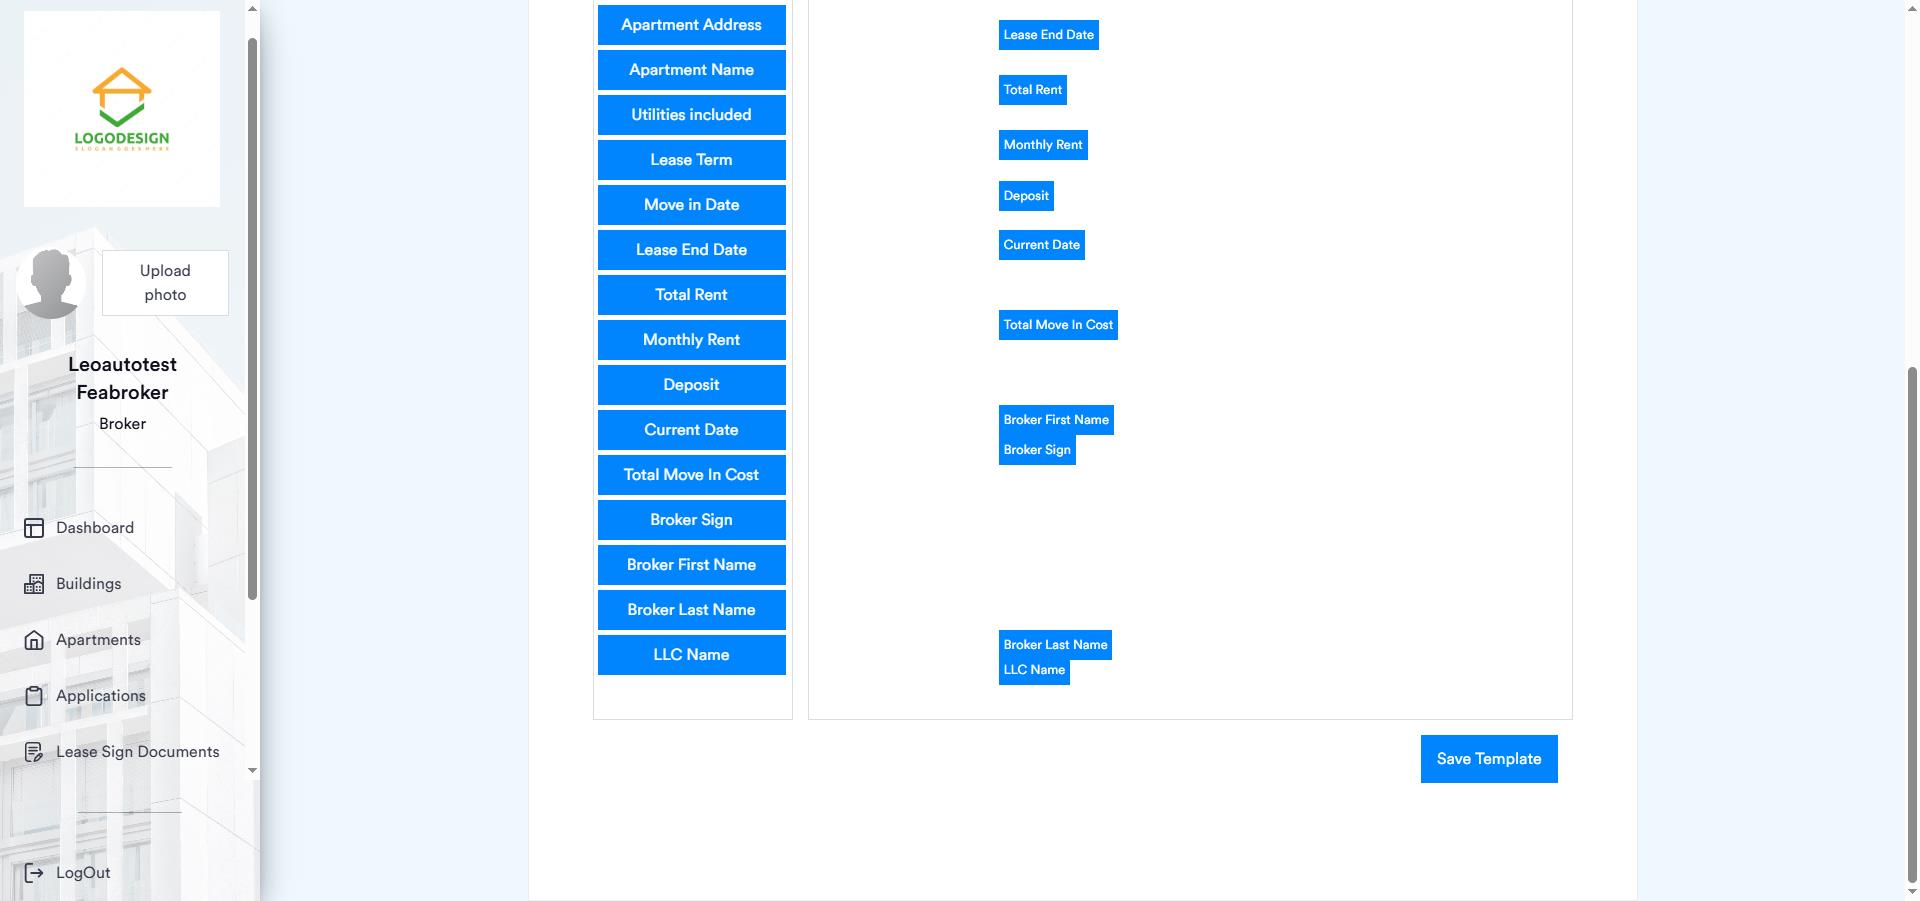 LOGODESIGN
SLOGANGOESHERE
Upload
photo
Leoautotest
Feabroker
Broker
Dashboard
Buildings
Apartments
Applications
Lease Sign Documents
LogOut
Apartment Address
Apartment Name
Utilities included
Lease Term
Move in Date
Lease End Date
Total Rent
Monthly Rent
Deposit
Current Date
Total Move In Cost
Broker Sign
Broker First Name
Broker Last Name
LLC Name
Lease End Date
Total Rent
Monthly Rent
Deposit
Current Date
Total Move In Cost
Broker First Name
Broker Sign
Broker Last Name
LLC Name
Save Template